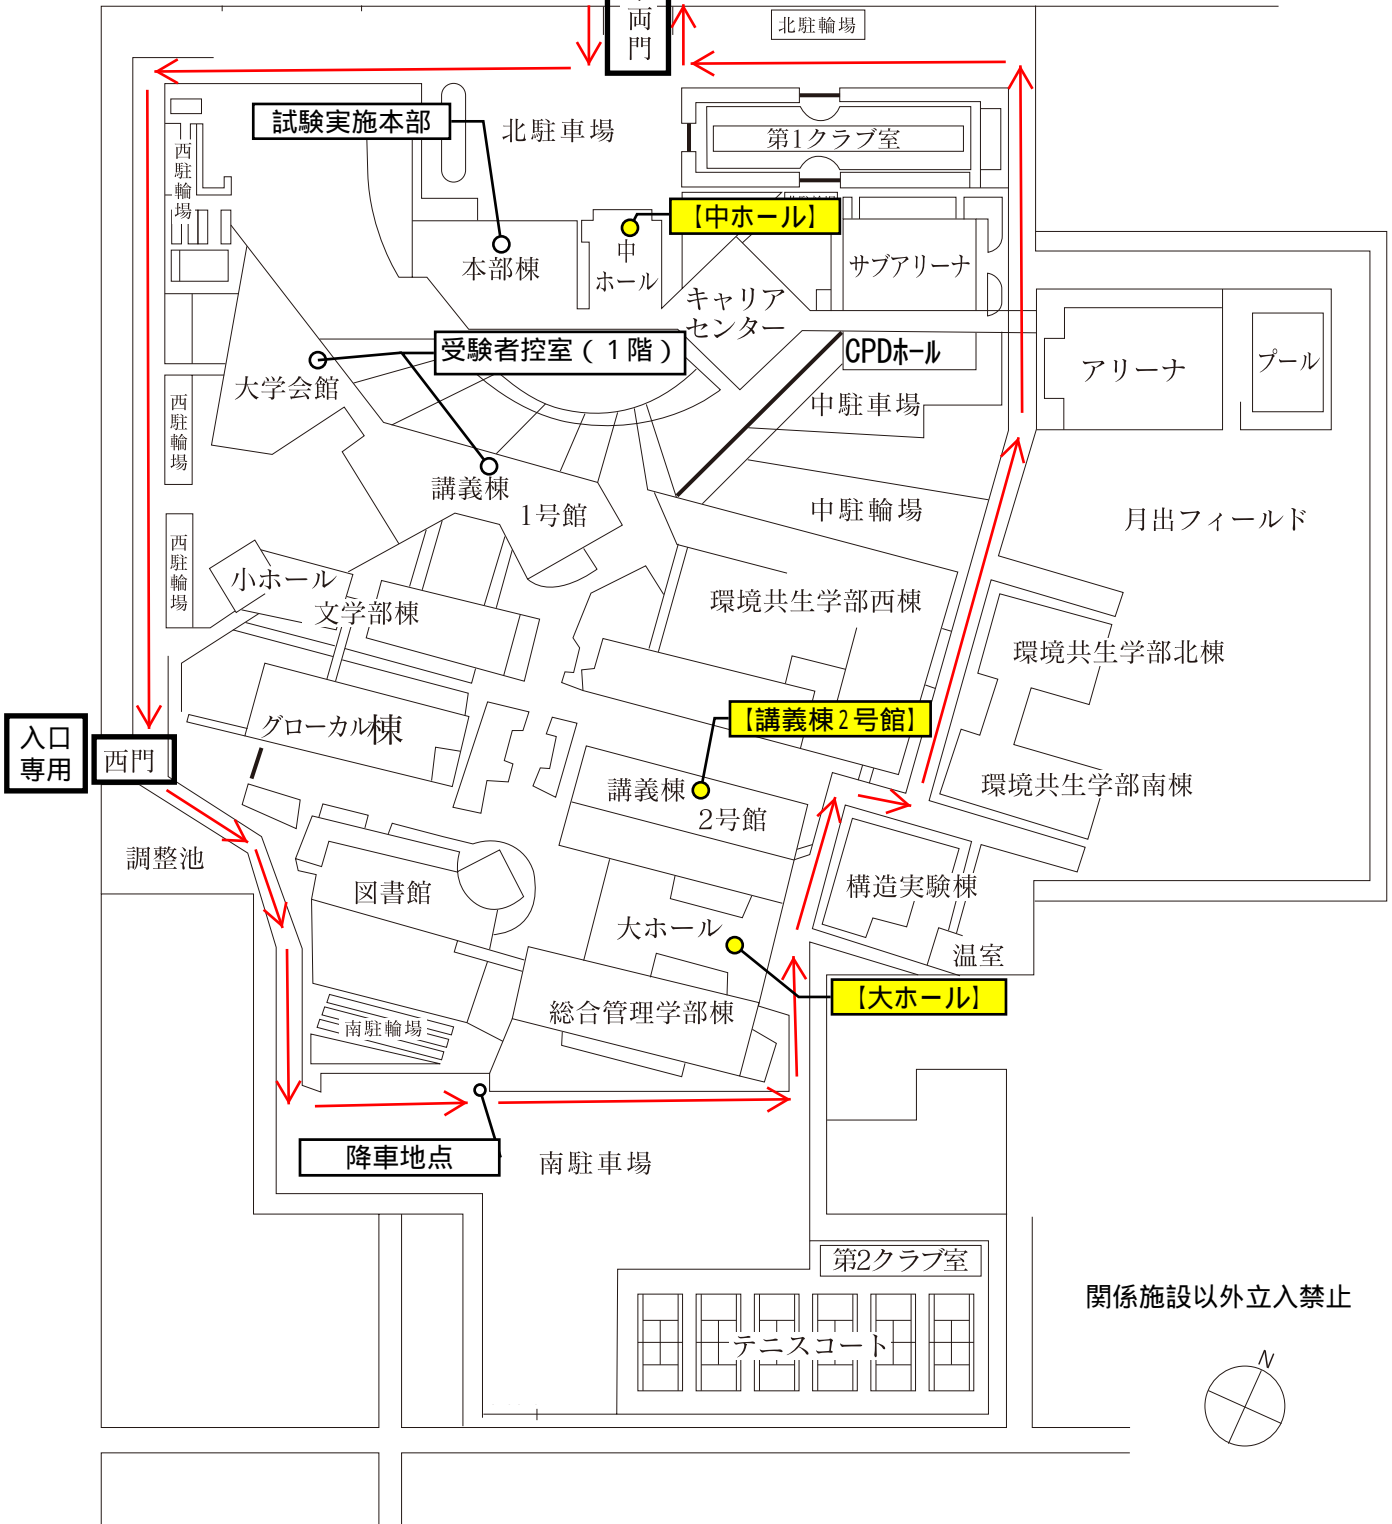 両門
北駐輪場
試験実施本部
北駐車場
第1クラブ室
西駐輪場
【中ホール】
本部棟
中
ホール
サブアリーナ
キャリア
センター
受験者控室（１階）
CPDホール
アリーナ
プール
大学会館
中駐車場
西駐輪場
講義棟
1号館
中駐輪場
月出フィールド
西駐輪場
小ホール
文学部棟
環境共生学部西棟
環境共生学部北棟
【講義棟２号館】
グローカル棟
入口
専用
西門
講義棟
2号館
環境共生学部南棟
調整池
図書館
構造実験棟
大ホール
温室
【大ホール】
総合管理学部棟
南駐輪場
降車地点
南駐車場
第2クラブ室
関係施設以外立入禁止
テニスコート
N